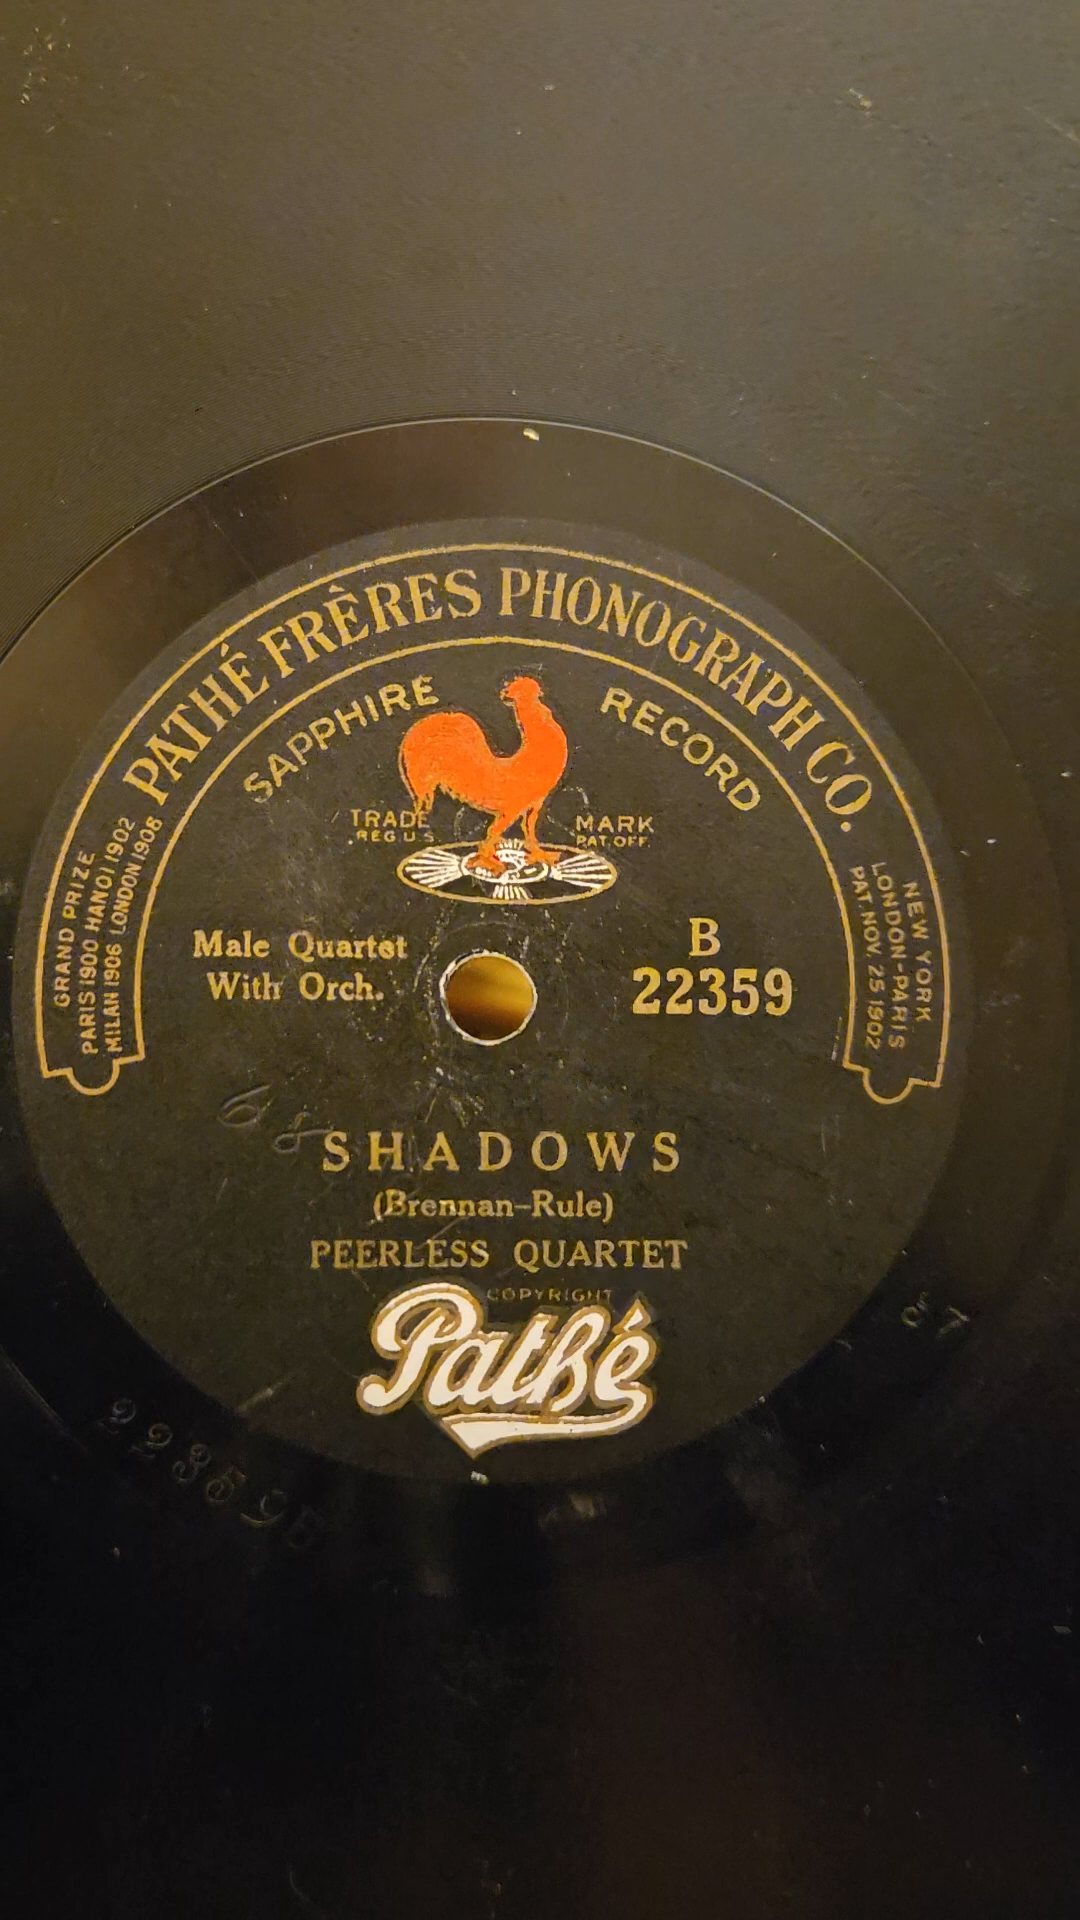 PATHÉ FRÈRES PHONOGRAPH CO.
GRAND PRIZE
PARIS 1900 HANOI 1902
MILAN 1906 LONDON 1908
NEW YORK
LONDON-PARIS
PAT. NOV. 25 1902
SAPPHIRE RECORD
TRADE MARK
REG. U.S. PAT. OFF.
Male Quartet
With Orch.
B
22359
SHADOWS
(Brennan-Rule)
PEERLESS QUARTET
COPYRIGHT
Pathé
22359B